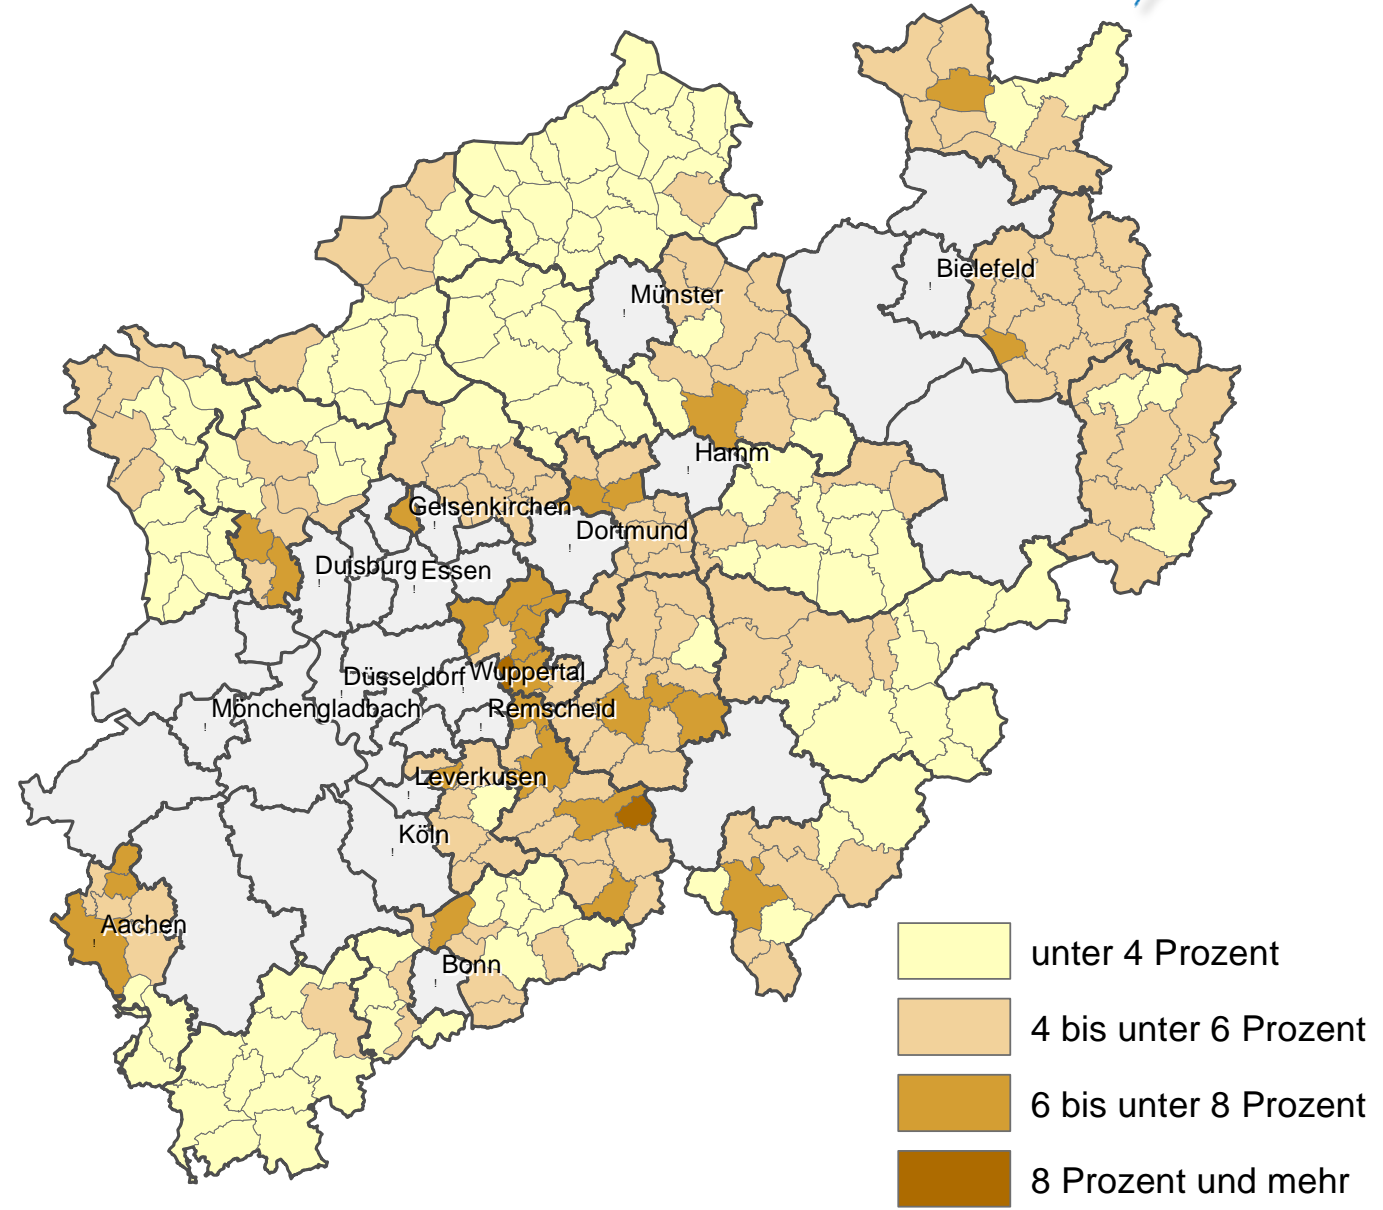 Bielefeld
Münster
Hamm
Gelsenkirchen
Dortmund
Duisburg
Essen
Düsseldorf
Wuppertal
Mönchengladbach
Remscheid
Leverkusen
Köln
Aachen
Bonn
unter 4 Prozent
4 bis unter 6 Prozent
6 bis unter 8 Prozent
8 Prozent und mehr